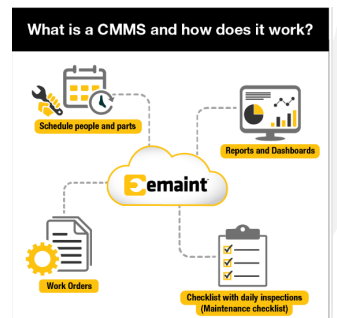 What is a CMMS and how does it work?
Schedule people and parts
Reports and Dashboards
emaint
Work Orders
Checklist with daily inspections
(Maintenance checklist)